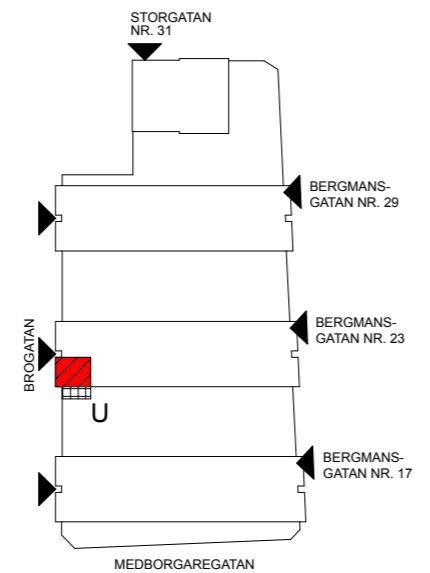 STORGATAN
NR. 31
BERGMANS-
GATAN NR. 29
BERGMANS-
GATAN NR. 23
BROGATAN
U
BERGMANS-
GATAN NR. 17
MEDBORGAREGATAN